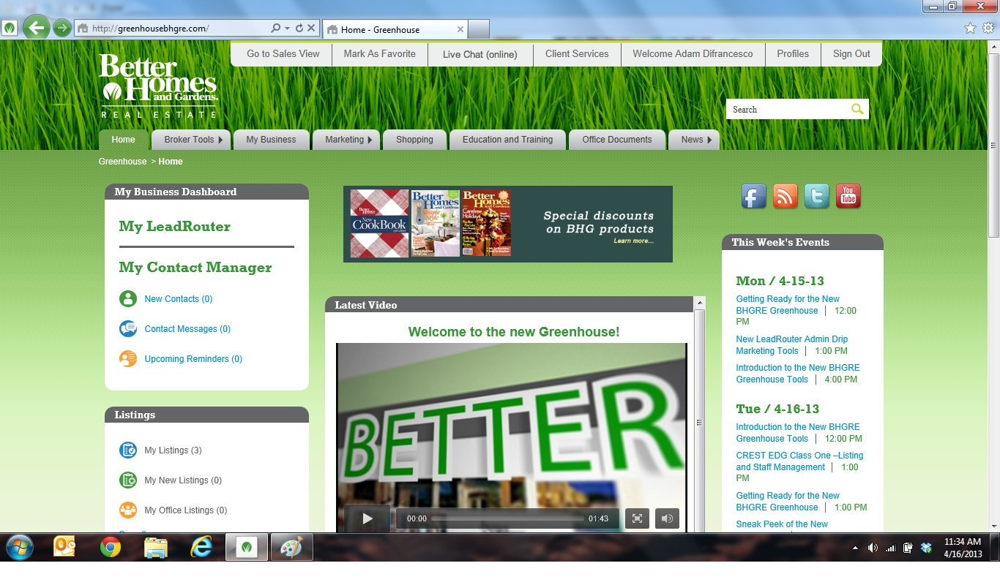 http://greenhousebhgre.com/
Home - Greenhouse
Go to Sales View
Mark As Favorite
Live Chat (online)
Client Services
Welcome Adam Difrancesco
Profiles
Sign Out
Better
Homes
and Gardens.
REAL ESTATE
Search
Home
Broker Tools
My Business
Marketing
Shopping
Education and Training
Office Documents
News
Greenhouse > Home
My Business Dashboard
My LeadRouter
My Contact Manager
New Contacts (0)
Contact Messages (0)
Upcoming Reminders (0)
Listings
My Listings (3)
My New Listings (0)
My Office Listings (0)
New
CookBook
Better
Homes
and Gardens
Simple
Style
Better
Homes
and Gardens
Carefree
Holidays
Special discounts
on BHG products
Learn more...
Latest Video
Welcome to the new Greenhouse!
BETTER
00:00
01:43
f
t
You
Tube
This Week's Events
Mon / 4-15-13
Getting Ready for the New
BHGRE Greenhouse | 12:00
PM
New LeadRouter Admin Drip
Marketing Tools | 1:00 PM
Introduction to the New BHGRE
Greenhouse Tools | 4:00 PM
Tue / 4-16-13
Introduction to the New BHGRE
Greenhouse Tools | 12:00 PM
CREST EDG Class One –Listing
and Staff Management | 1:00
PM
Getting Ready for the New
BHGRE Greenhouse | 1:00 PM
Sneak Peek of the New
11:34 AM
4/16/2013